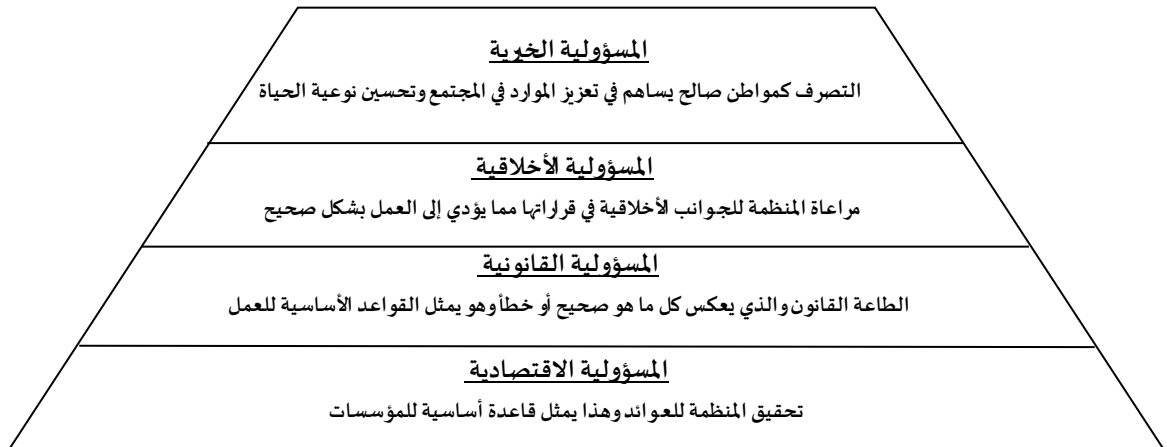 المسؤولية الخيرية
التصرف كمواطن صالح يساهم في تعزيز الموارد في المجتمع وتحسين نوعية الحياة
المسؤولية الأخلاقية
مراعاة المنظمة للجوانب الأخلاقية في قراراتها مما يؤدي إلى العمل بشكل صحيح
المسؤولية القانونية
الطاعة القانون والذي يعكس كل ما هو صحيح أو خطأ وهو يمثل القواعد الأساسية للعمل
المسؤولية الاقتصادية
تحقيق المنظمة للعوائد وهذا يمثل قاعدة أساسية للمؤسسات